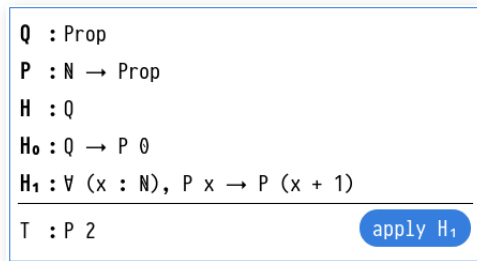 Q : Prop
P : ℕ → Prop
H : Q
H₀ : Q → P 0
H₁ : ∀ (x : ℕ), P x → P (x + 1)
T : P 2 apply H₁